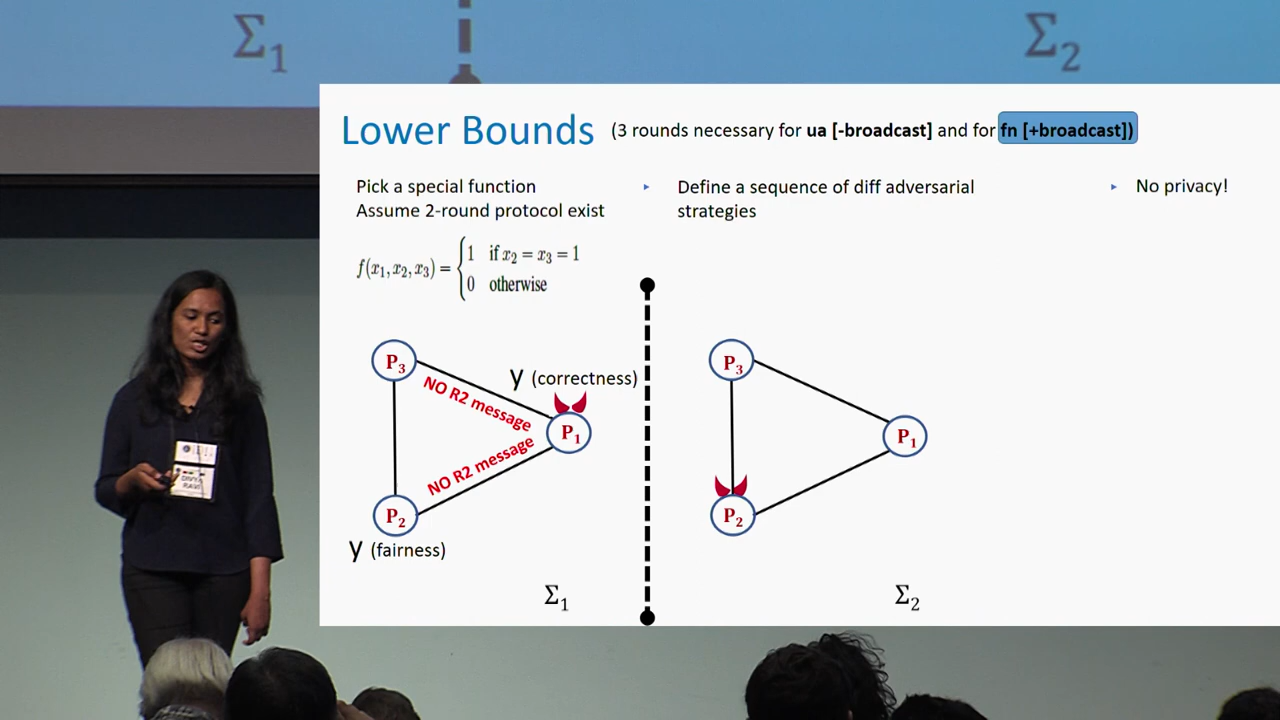 Σ1
Σ2
Lower Bounds (3 rounds necessary for ua [-broadcast] and for fn [+broadcast])
Pick a special function
Assume 2-round protocol exist
▸ Define a sequence of diff adversarial
strategies
▸ No privacy!
f(x1, x2, x3) = { 1 if x2 = x3 = 1
0 otherwise
P3
NO R2 message
y (correctness)
P1
NO R2 message
P2
y (fairness)
Σ1
P3
P1
P2
Σ2
DIVYA
RAVI